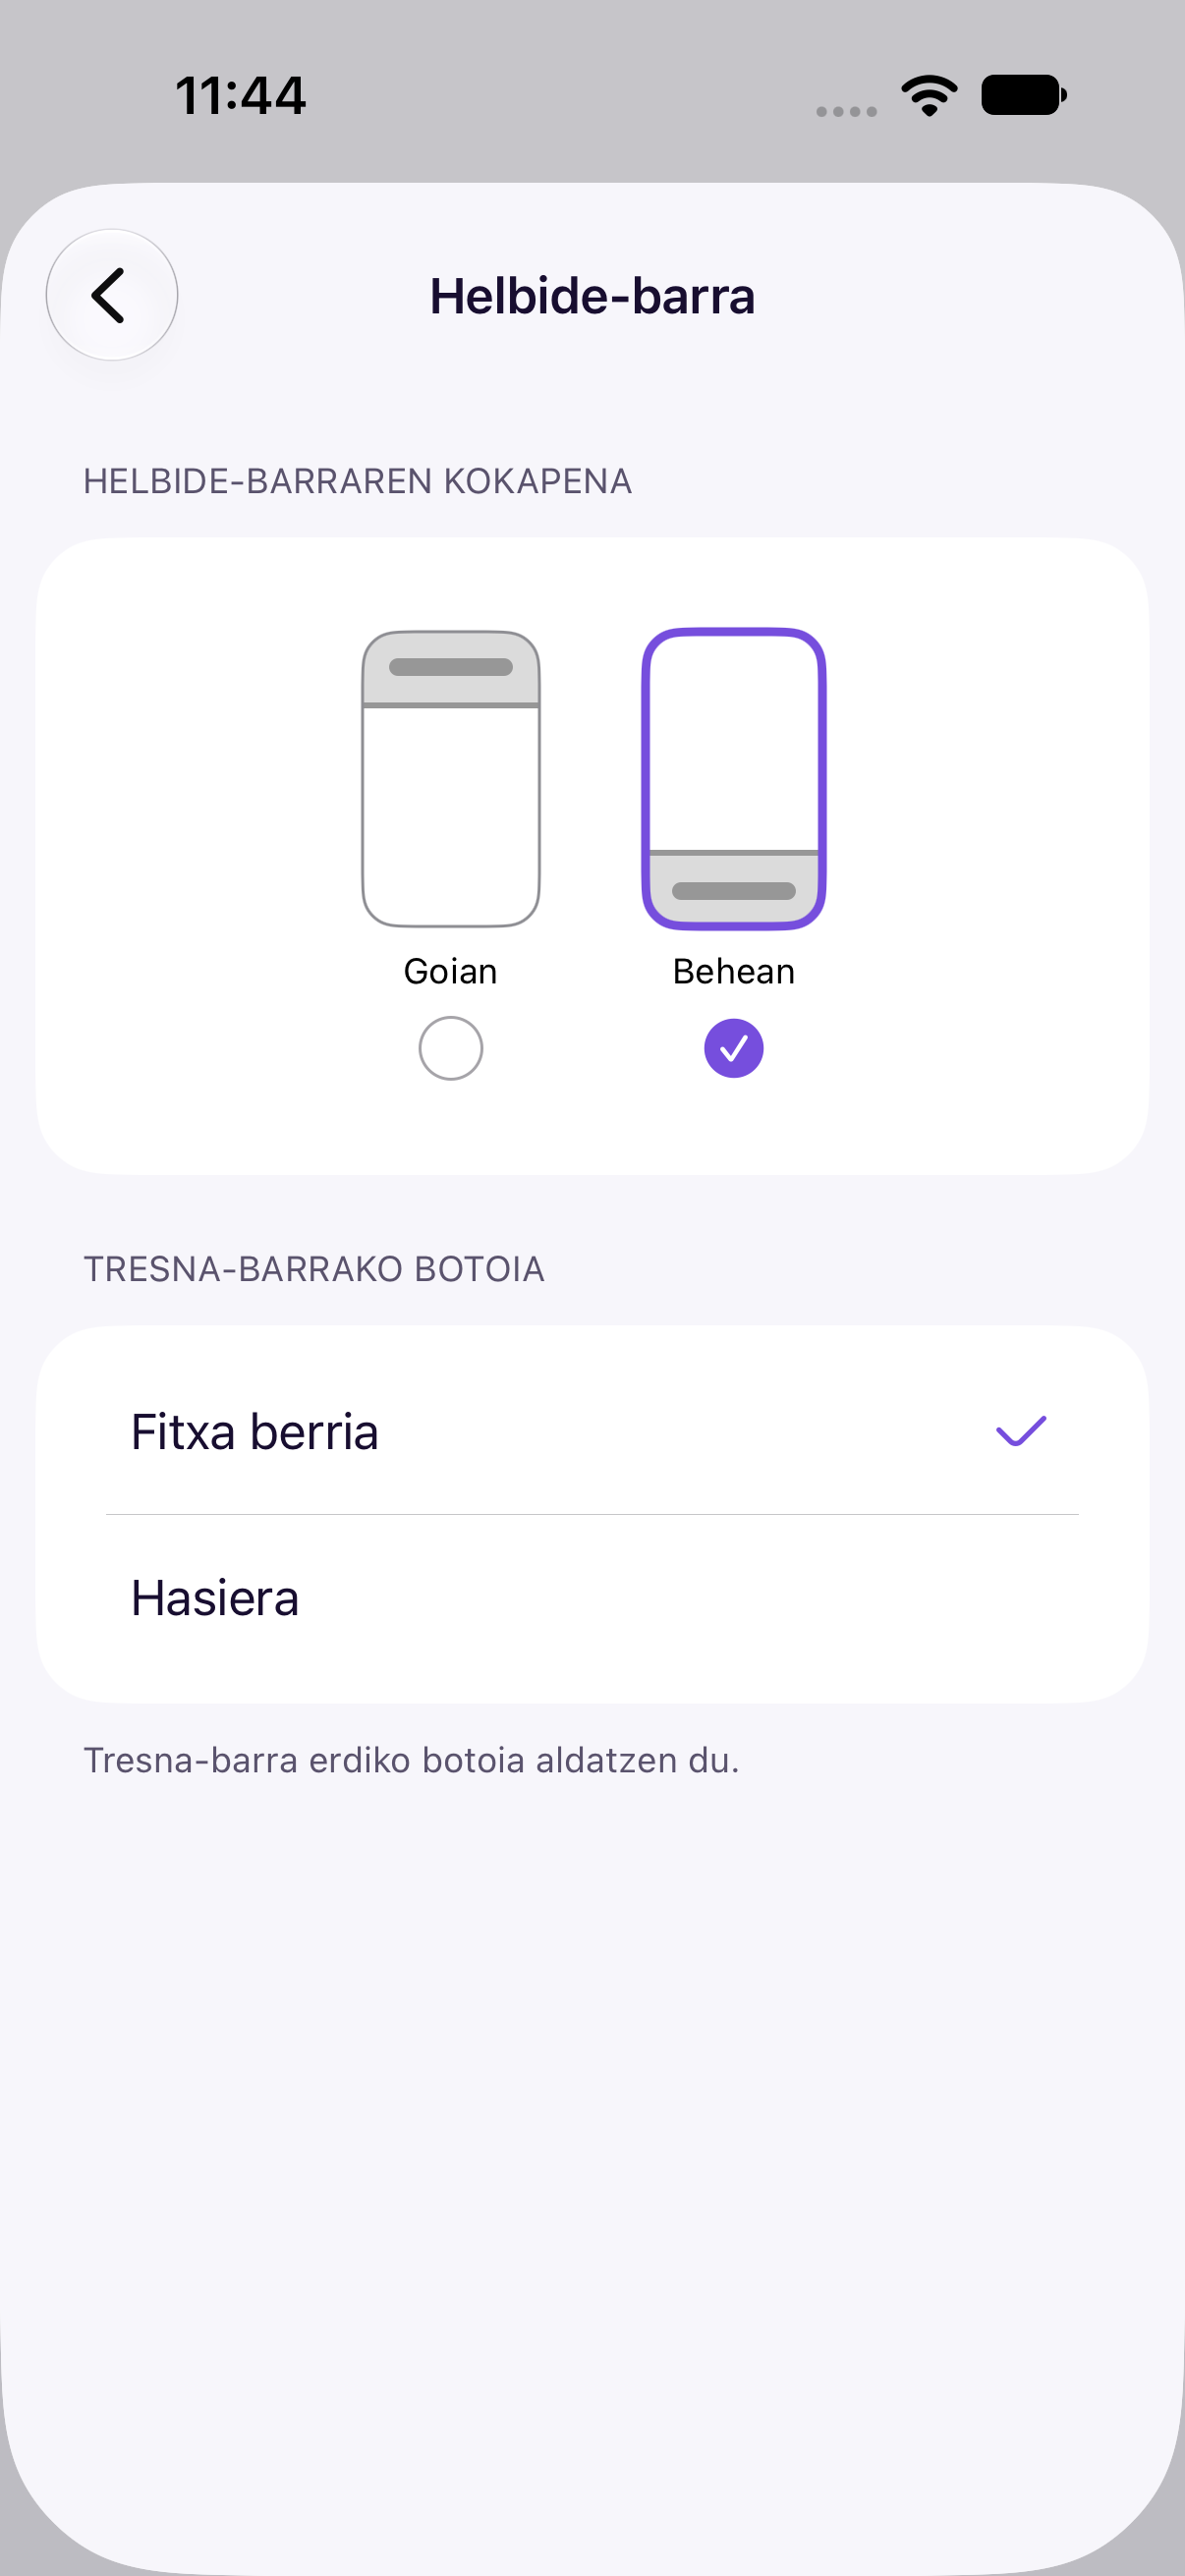 11:44
Helbide-barra
HELBIDE-BARRAREN KOKAPENA
Goian
Behean
TRESNA-BARRAKO BOTOIA
Fitxa berria
Hasiera
Tresna-barra erdiko botoia aldatzen du.